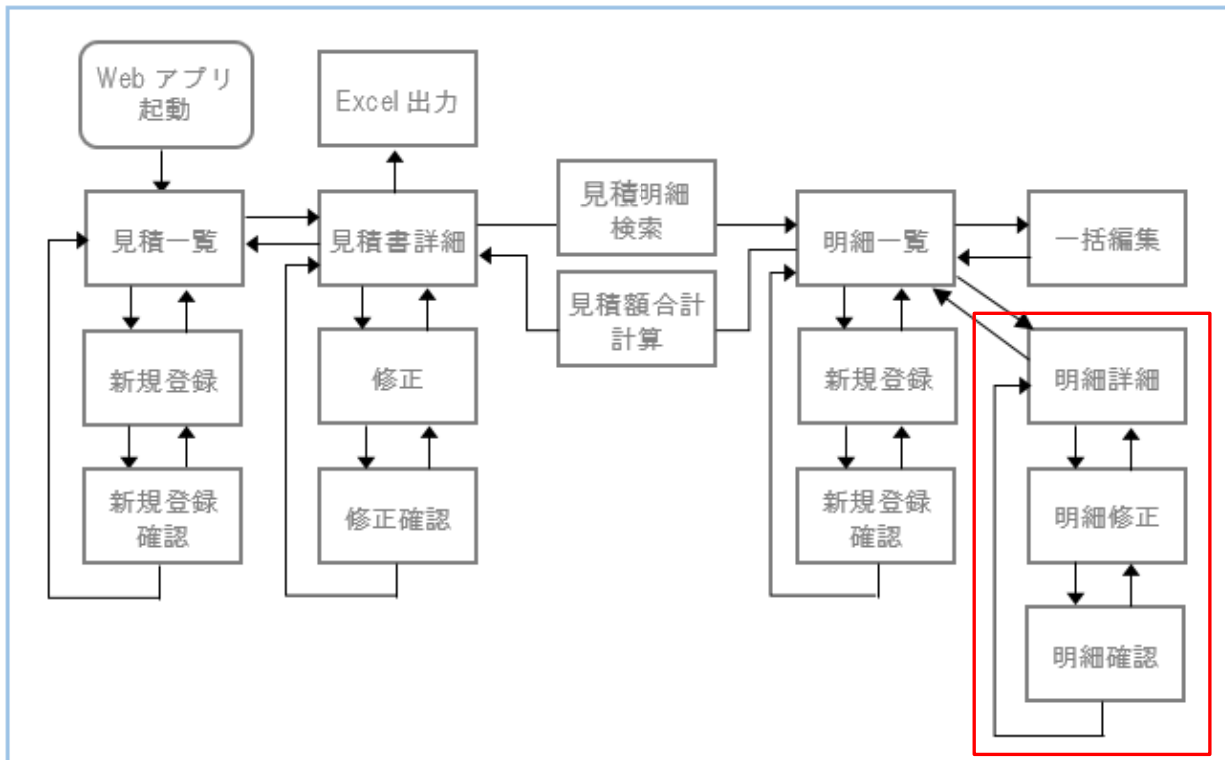 Web アプリ
起動
Excel 出力
見積一覧
見積書詳細
見積明細
検索
明細一覧
一括編集
見積額合計
計算
新規登録
修正
新規登録
明細詳細
新規登録
確認
修正確認
新規登録
確認
明細修正
明細確認